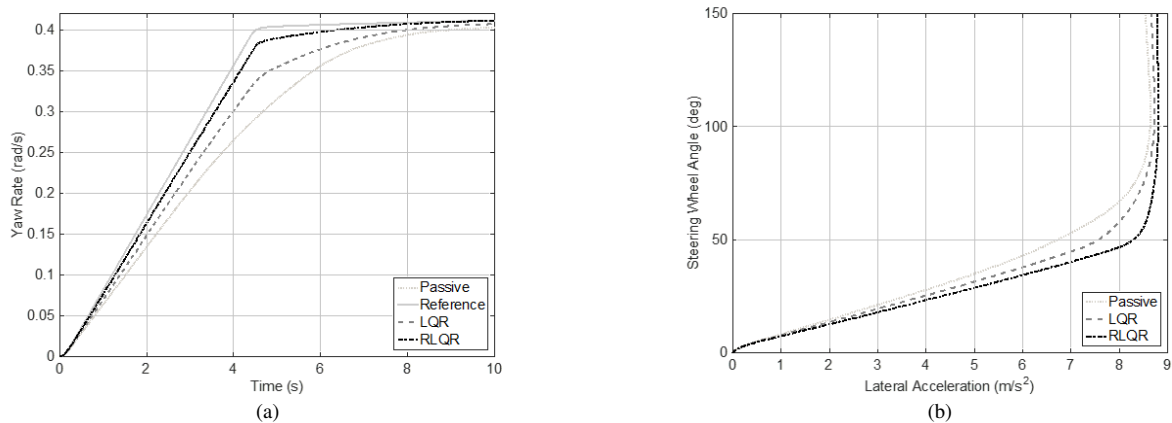 0.4
0.35
0.3
0.25
0.2
0.15
0.1
0.05
0
Yaw Rate (rad/s)
Passive
Reference
LQR
RLQR
0 2 4 6 8 10
Time (s)
(a)
150
100
50
0
Steering Wheel Angle (deg)
Passive
LQR
RLQR
0 1 2 3 4 5 6 7 8 9
Lateral Acceleration (m/s²)
(b)